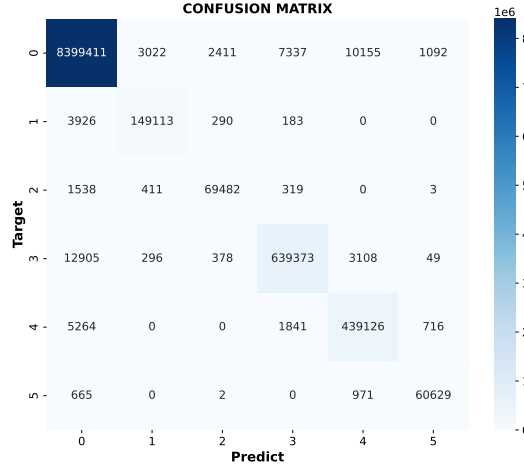 CONFUSION MATRIX
1e6
0 8399411 3022 2411 7337 10155 1092
1 3926 149113 290 183 0 0
2 1538 411 69482 319 0 3
3 12905 296 378 639373 3108 49
4 5264 0 0 1841 439126 716
5 665 0 2 0 971 60629
0 1 2 3 4 5
Predict
Target